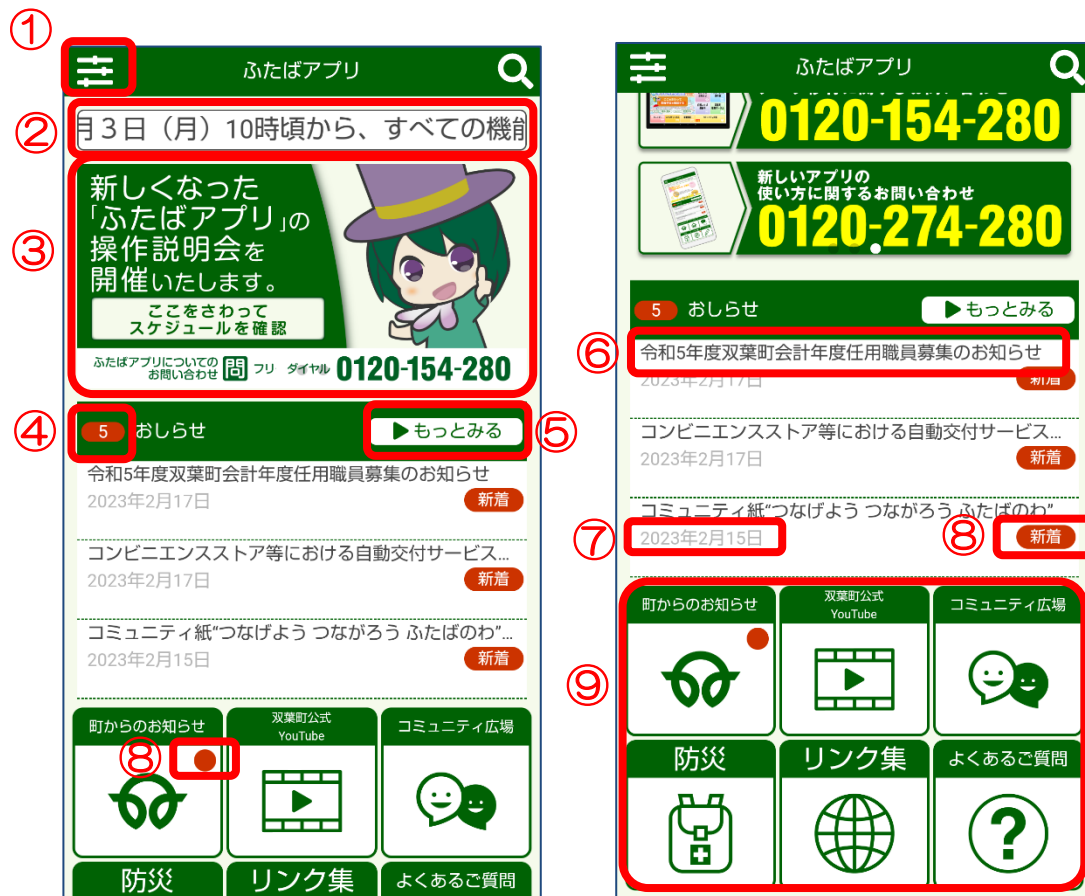 ①
ふたばアプリ
②
月3日（月）10時頃から、すべての機能
③
新しくなった
「ふたばアプリ」の
操作説明会を
開催いたします。
ここをさわって
スケジュールを確認
ふたばアプリについての
お問い合わせ
問 フリ ダイヤル 0120-154-280
④
5 おしらせ
▶もっとみる
⑤
令和5年度双葉町会計年度任用職員募集のお知らせ
2023年2月17日
新着
コンビニエンスストア等における自動交付サービス...
2023年2月17日
新着
コミュニティ紙“つなげよう つながろう ふたばのわ”...
2023年2月15日
新着
町からのお知らせ
⑧
双葉町公式
YouTube
コミュニティ広場
防災
リンク集
よくあるご質問
ふたばアプリ
0120-154-280
新しいアプリの
使い方に関するお問い合わせ
0120-274-280
5 おしらせ
▶もっとみる
⑥
令和5年度双葉町会計年度任用職員募集のお知らせ
2023年2月17日
新着
コンビニエンスストア等における自動交付サービス...
2023年2月17日
新着
コミュニティ紙“つなげよう つながろう ふたばのわ”
⑦
2023年2月15日
⑧
新着
⑨
町からのお知らせ
双葉町公式
YouTube
コミュニティ広場
防災
リンク集
よくあるご質問
?